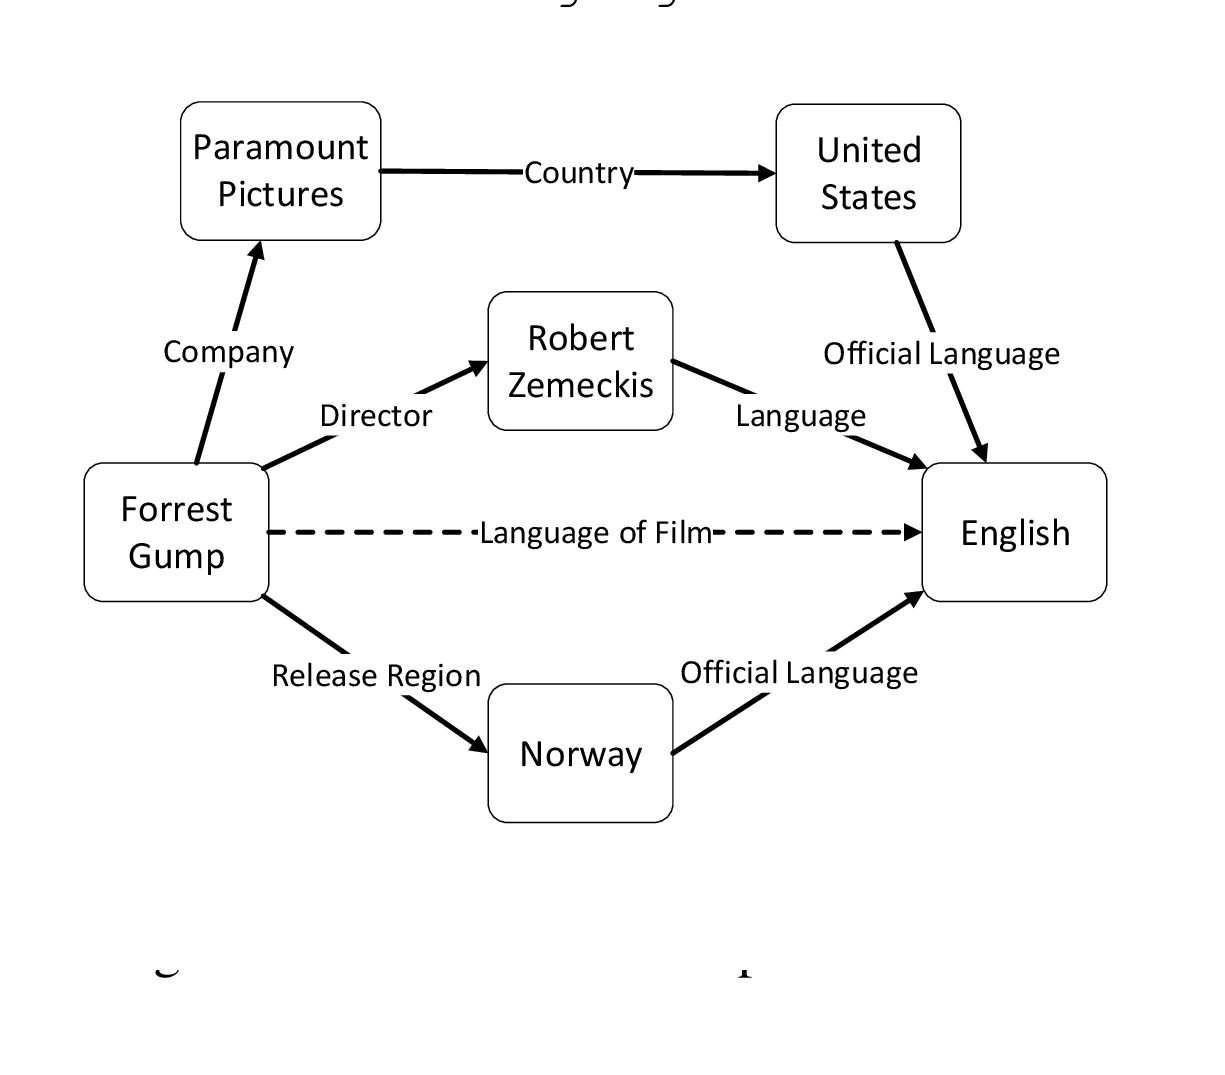 Paramount
Pictures
Country
United
States
Company
Robert
Zemeckis
Official Language
Director
Language
Forrest
Gump
Language of Film
English
Release Region
Official Language
Norway